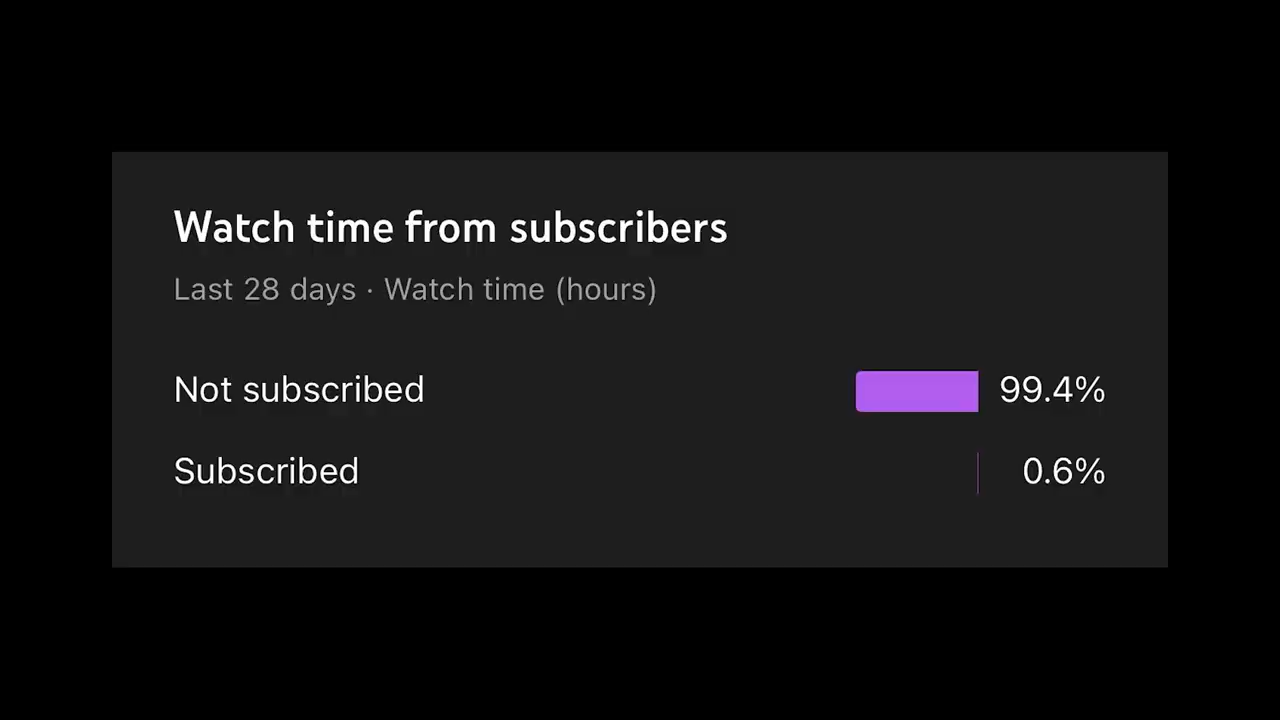 Watch time from subscribers
Last 28 days · Watch time (hours)
Not subscribed 99.4%
Subscribed 0.6%